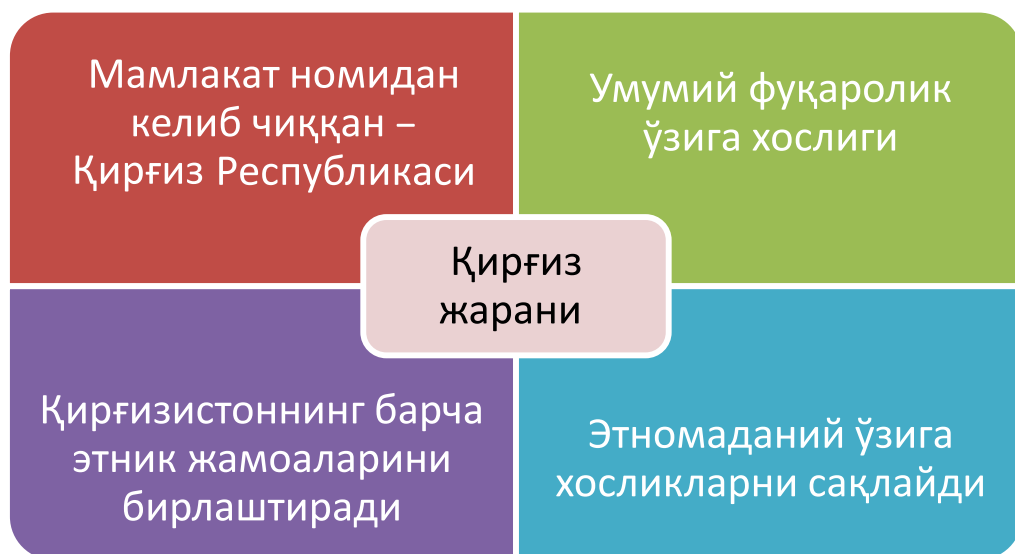 Мамлакат номидан
келиб чиққан –
Қирғиз Республикаси
Умумий фуқаролик
ўзига хослиги
Қирғиз
жарани
Қирғизистоннинг барча
этник жамоаларини
бирлаштиради
Этномаданий ўзига
хосликларни сақлайди